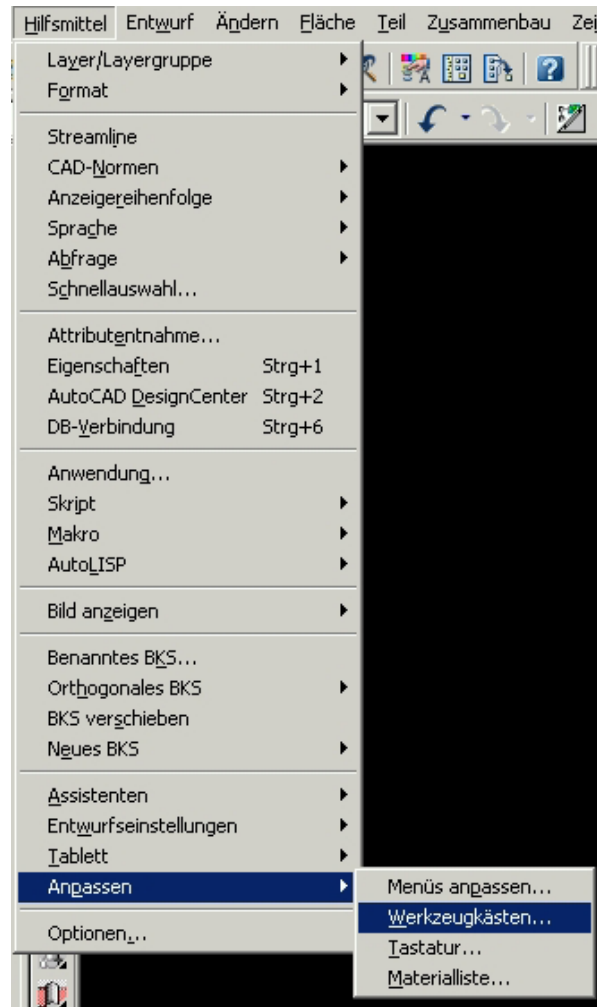 Hilfsmittel Entwurf Ändern Fläche Teil Zusammenbau Zei
Layer/Layergruppe
Format
Streamline
CAD-Normen
Anzeigereihenfolge
Sprache
Abfrage
Schnellauswahl...
Attributentnahme...
Eigenschaften Strg+1
AutoCAD DesignCenter Strg+2
DB-Verbindung Strg+6
Anwendung...
Skript
Makro
AutoLISP
Bild anzeigen
Benanntes BKS...
Orthogonales BKS
BKS verschieben
Neues BKS
Assistenten
Entwurfseinstellungen
Tablett
Anpassen
Optionen...
Menüs anpassen...
Werkzeugkästen...
Tastatur...
Materialliste...